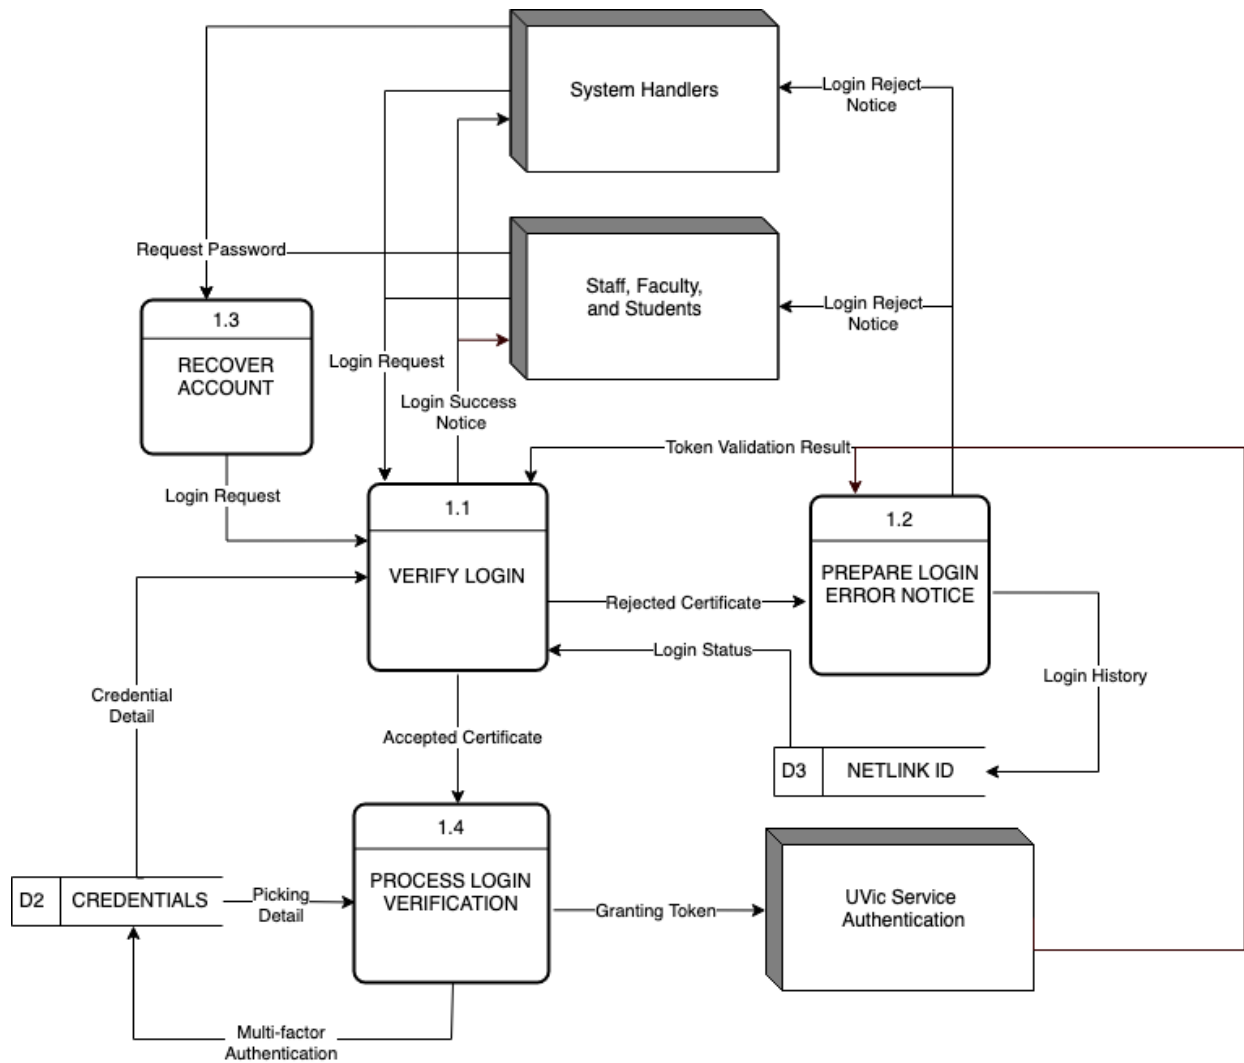 System Handlers
Login Reject
Notice
Request Password
Staff, Faculty,
and Students
Login Reject
Notice
1.3
RECOVER
ACCOUNT
Login Request
Login Success
Notice
Token Validation Result
Login Request
1.1
VERIFY LOGIN
1.2
PREPARE LOGIN
ERROR NOTICE
Rejected Certificate
Login Status
Login History
Credential
Detail
Accepted Certificate
D3
NETLINK ID
1.4
PROCESS LOGIN
VERIFICATION
D2
CREDENTIALS
Picking
Detail
Granting Token
UVic Service
Authentication
Multi-factor
Authentication